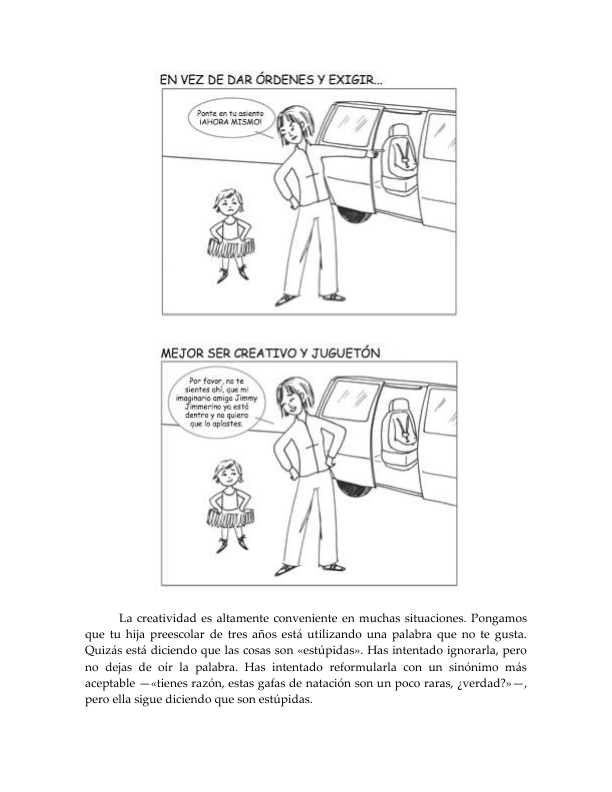 EN VEZ DE DAR ÓRDENES Y EXIGIR...
Ponte en tu asiento
¡AHORA MISMO!
MEJOR SER CREATIVO Y JUGUETÓN
Por favor, no te
sientes ahí, que mi
imaginario amigo Jimmy
Jimmerino ya está
dentro y no quiero
que lo aplastes.
La creatividad es altamente conveniente en muchas situaciones. Pongamos
que tu hija preescolar de tres años está utilizando una palabra que no te gusta.
Quizás está diciendo que las cosas son «estúpidas». Has intentado ignorarla, pero
no dejas de oír la palabra. Has intentado reformularla con un sinónimo más
aceptable —«tienes razón, estas gafas de natación son un poco raras, ¿verdad?»—,
pero ella sigue diciendo que son estúpidas.